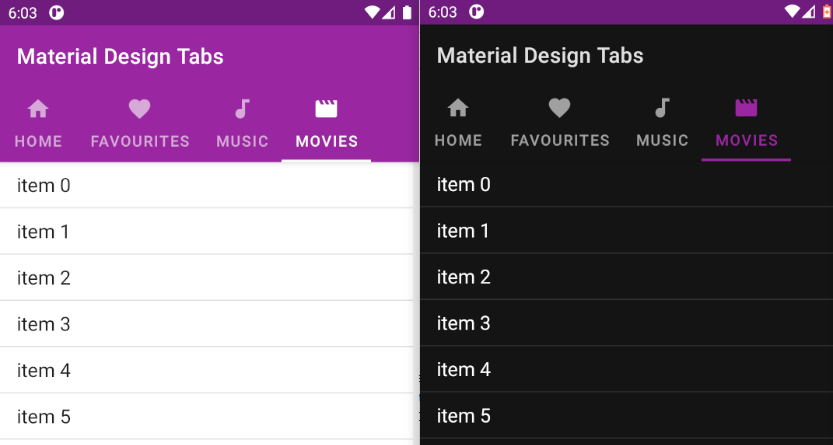 6:03
Material Design Tabs
HOME FAVOURITES MUSIC MOVIES
item 0
item 1
item 2
item 3
item 4
item 5
6:03
Material Design Tabs
HOME FAVOURITES MUSIC MOVIES
item 0
item 1
item 2
item 3
item 4
item 5